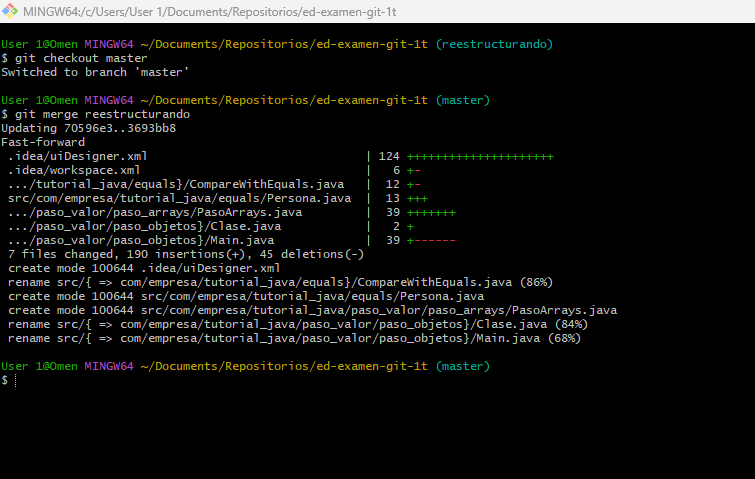 MINGW64:/c/Users/User 1/Documents/Repositorios/ed-examen-git-1t
User 1@Omen MINGW64 ~/Documents/Repositorios/ed-examen-git-1t (reestructurando)
$ git checkout master
Switched to branch 'master'
User 1@Omen MINGW64 ~/Documents/Repositorios/ed-examen-git-1t (master)
$ git merge reestructurando
Updating 70596e3..3693bb8
Fast-forward
 .idea/uiDesigner.xml                               | 124 +++++++++++++++++++++
 .idea/workspace.xml                                |   6 +-
 .../tutorial_java/equals}/CompareWithEquals.java   |  12 +-
 src/com/empresa/tutorial_java/equals/Persona.java  |  13 +++
 .../paso_valor/paso_arrays/PasoArrays.java         |  39 +++++++
 .../paso_valor/paso_objetos}/Clase.java            |   2 +
 .../paso_valor/paso_objetos}/Main.java             |  39 +------
 7 files changed, 190 insertions(+), 45 deletions(-)
 create mode 100644 .idea/uiDesigner.xml
 rename src/{ => com/empresa/tutorial_java/equals}/CompareWithEquals.java (86%)
 create mode 100644 src/com/empresa/tutorial_java/equals/Persona.java
 create mode 100644 src/com/empresa/tutorial_java/paso_valor/paso_arrays/PasoArrays.java
 rename src/{ => com/empresa/tutorial_java/paso_valor/paso_objetos}/Clase.java (84%)
 rename src/{ => com/empresa/tutorial_java/paso_valor/paso_objetos}/Main.java (68%)
User 1@Omen MINGW64 ~/Documents/Repositorios/ed-examen-git-1t (master)
$